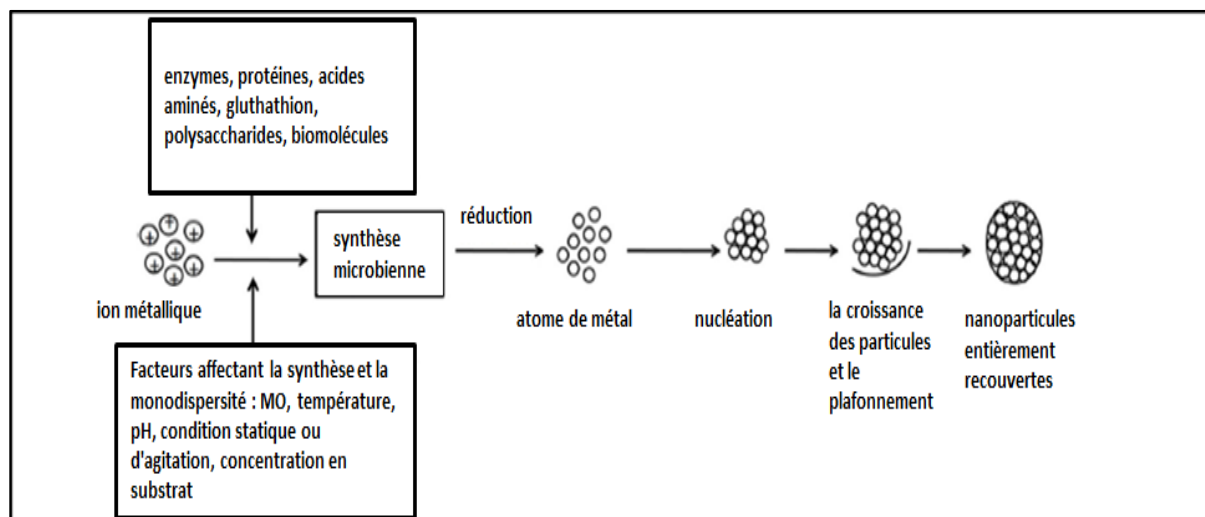 enzymes, protéines, acides
aminés, gluthathion,
polysaccharides, biomolécules
ion métallique
synthèse
microbienne
réduction
atome de métal
nucléation
la croissance
des particules
et le
plafonnement
nanoparticules
entièrement
recouvertes
Facteurs affectant la synthèse et la
monodispersité : MO, température,
pH, condition statique ou
d'agitation, concentration en
substrat